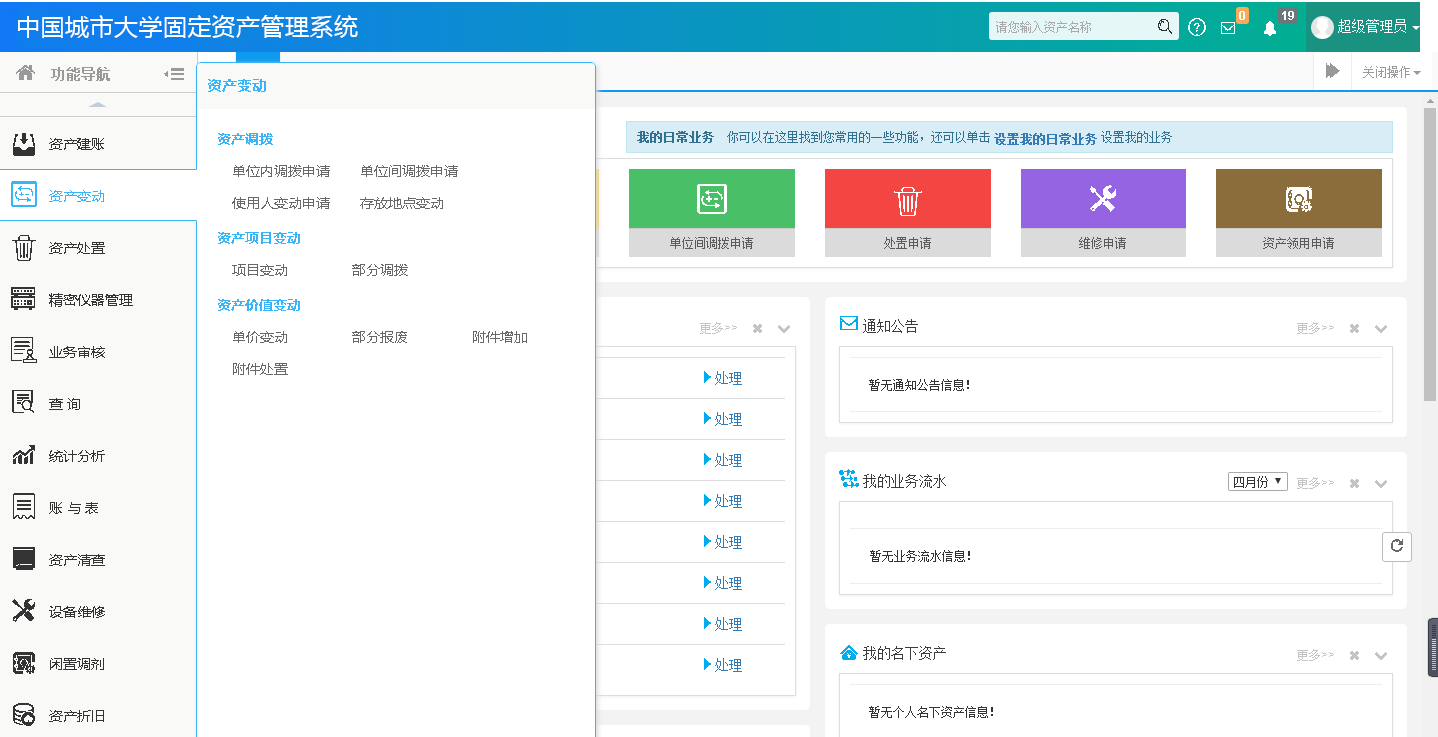 中国城市大学固定资产管理系统
请您输入资产名称
0
19
超级管理员
功能导航
关闭操作
资产建账
资产变动
资产处置
精密仪器管理
业务审核
查 询
统计分析
账 与 表
资产清查
设备维修
闲置调剂
资产折旧
资产变动
资产调拨
单位内调拨申请 单位间调拨申请
使用人变动申请 存放地点变动
资产项目变动
项目变动 部分调拨
资产价值变动
单价变动 部分报废 附件增加
附件处置
我的日常业务 你可以在这里找到您常用的一些功能，还可以单击 设置我的日常业务 设置我的业务
单位间调拨申请 处置申请 维修申请 资产领用申请
更多>>
处理
处理
处理
处理
处理
处理
处理
处理
通知公告 更多>>
暂无通知公告信息！
我的业务流水 四月份 更多>>
暂无业务流水信息！
我的名下资产 更多>>
暂无个人名下资产信息！